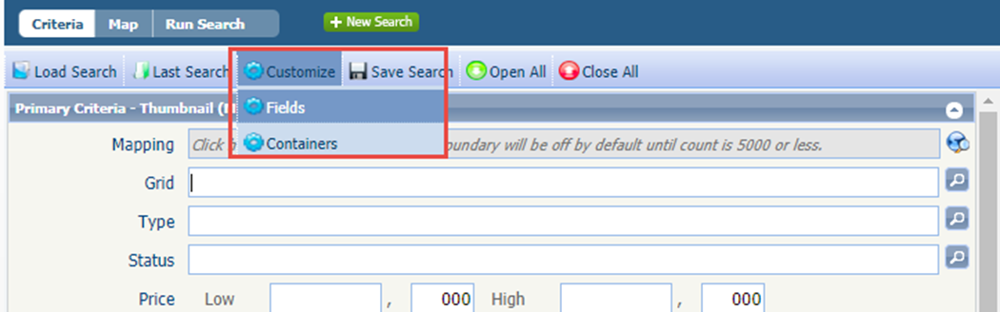 Criteria Map Run Search + New Search
Load Search Last Search Customize Save Search Open All Close All
Primary Criteria - Thumbnail
Fields
Mapping Click
Containers
oundary will be off by default until count is 5000 or less.
Grid
Type
Status
Price Low , 000 High , 000